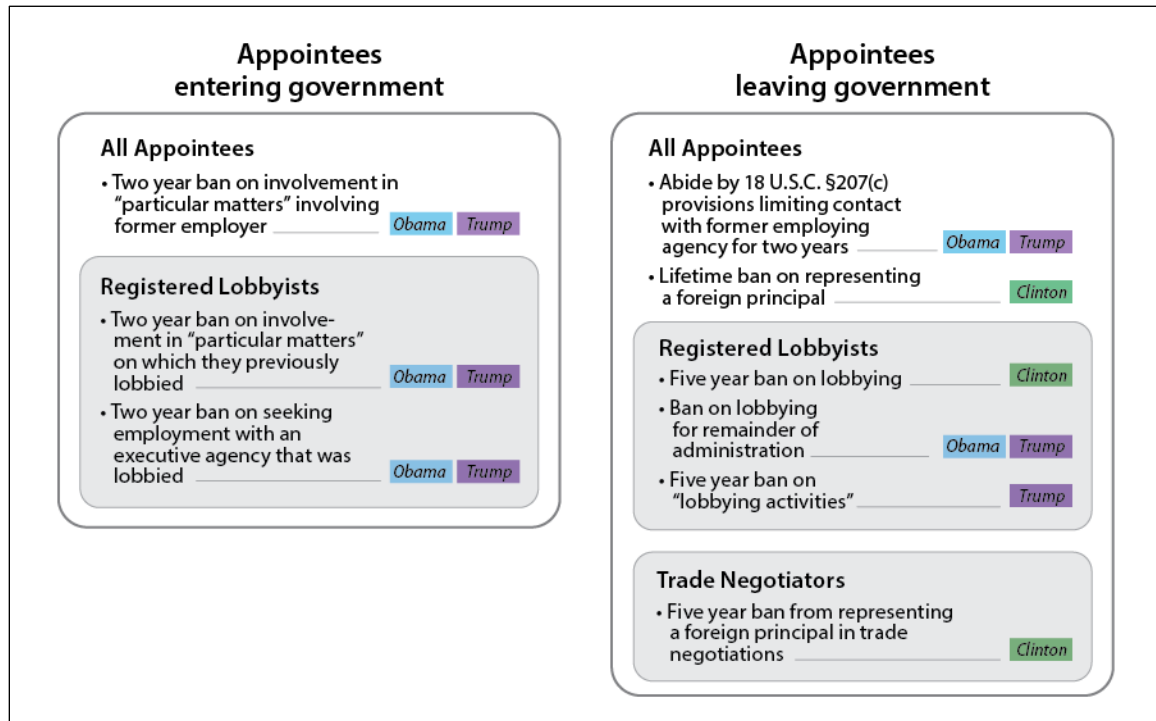 Appointees
entering government
All Appointees
• Two year ban on involvement in
“particular matters” involving
former employer Obama Trump
Registered Lobbyists
• Two year ban on involve-
ment in “particular matters”
on which they previously
lobbied Obama Trump
• Two year ban on seeking
employment with an
executive agency that was
lobbied Obama Trump
Appointees
leaving government
All Appointees
• Abide by 18 U.S.C. §207(c)
provisions limiting contact
with former employing
agency for two years Obama Trump
• Lifetime ban on representing
a foreign principal Clinton
Registered Lobbyists
• Five year ban on lobbying Clinton
• Ban on lobbying
for remainder of
administration Obama Trump
• Five year ban on
“lobbying activities” Trump
Trade Negotiators
• Five year ban from representing
a foreign principal in trade
negotiations Clinton